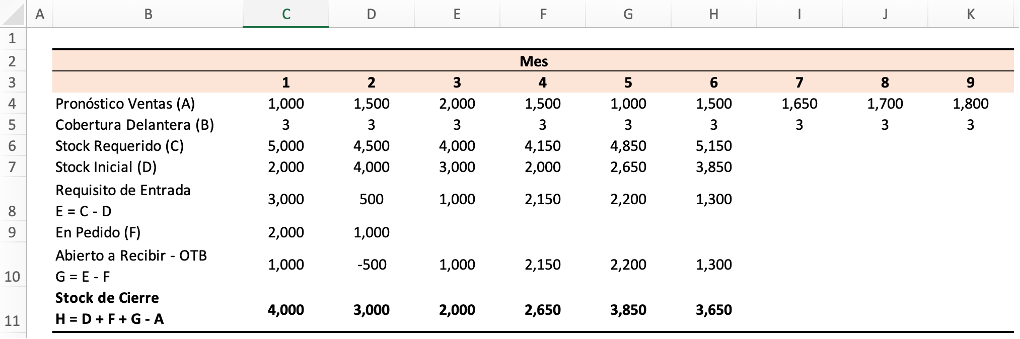 A B C D E F G H I J K
1
2 Mes
3 1 2 3 4 5 6 7 8 9
4 Pronóstico Ventas (A) 1,000 1,500 2,000 1,500 1,000 1,500 1,650 1,700 1,800
5 Cobertura Delantera (B) 3 3 3 3 3 3 3 3 3
6 Stock Requerido (C) 5,000 4,500 4,000 4,150 4,850 5,150
7 Stock Inicial (D) 2,000 4,000 3,000 2,000 2,650 3,850
Requisito de Entrada
8 E = C - D 3,000 500 1,000 2,150 2,200 1,300
9 En Pedido (F) 2,000 1,000
Abierto a Recibir - OTB
10 G = E - F 1,000 -500 1,000 2,150 2,200 1,300
Stock de Cierre
11 H = D + F + G - A 4,000 3,000 2,000 2,650 3,850 3,650